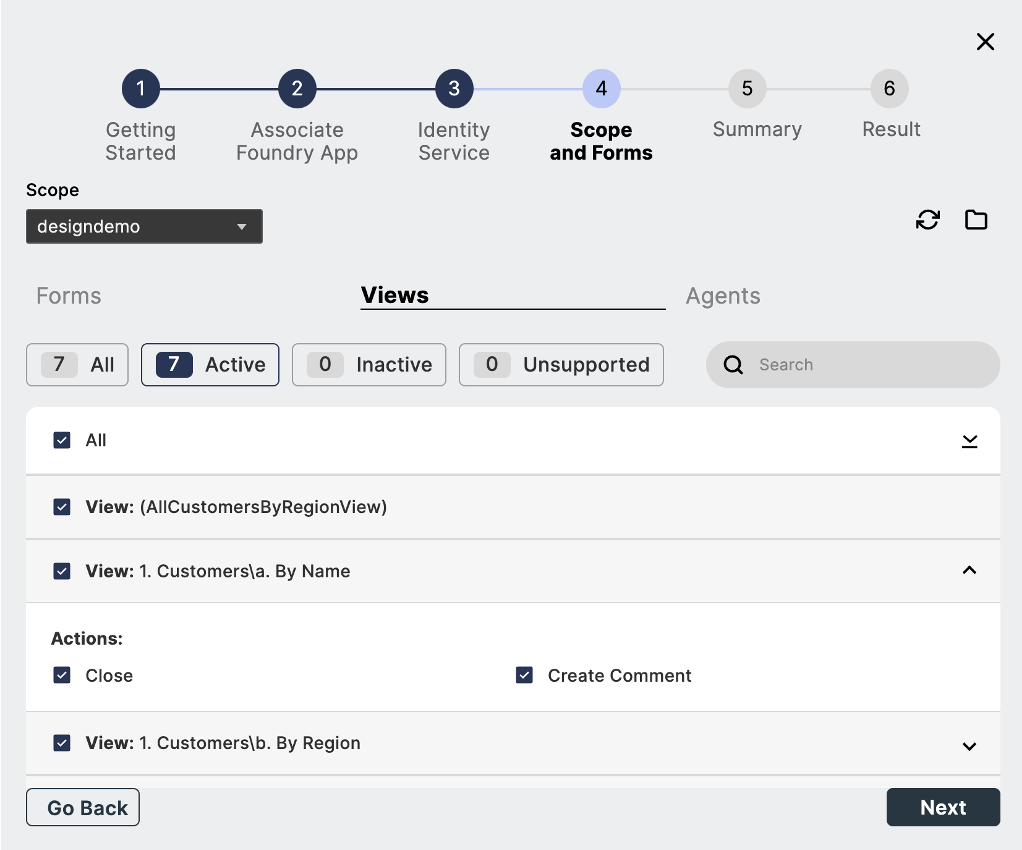 1
2
3
4
5
6
Getting Started
Associate Foundry App
Identity Service
Scope and Forms
Summary
Result
Scope
designdemo
Forms
Views
Agents
7 All
7 Active
0 Inactive
0 Unsupported
Search
All
View: (AllCustomersByRegionView)
View: 1. Customers\a. By Name
Actions:
Close
Create Comment
View: 1. Customers\b. By Region
Go Back
Next